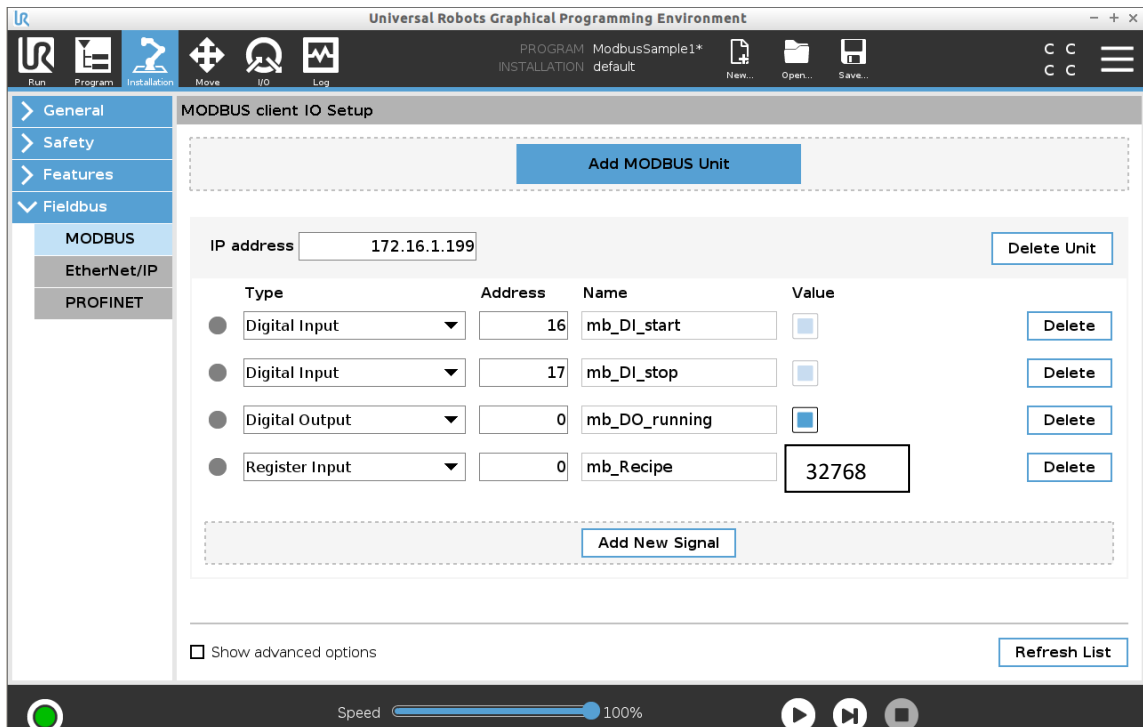 Universal Robots Graphical Programming Environment
Run
Program
Installation
Move
I/O
Log
PROGRAM ModbusSample1*
INSTALLATION default
New...
Open...
Save...
C C
C C
General
Safety
Features
Fieldbus
MODBUS
EtherNet/IP
PROFINET
MODBUS client IO Setup
Add MODBUS Unit
IP address 172.16.1.199 Delete Unit
Type Address Name Value
Digital Input 16 mb_DI_start Delete
Digital Input 17 mb_DI_stop Delete
Digital Output 0 mb_DO_running Delete
Register Input 0 mb_Recipe 32768 Delete
Add New Signal
Show advanced options Refresh List
Speed 100%